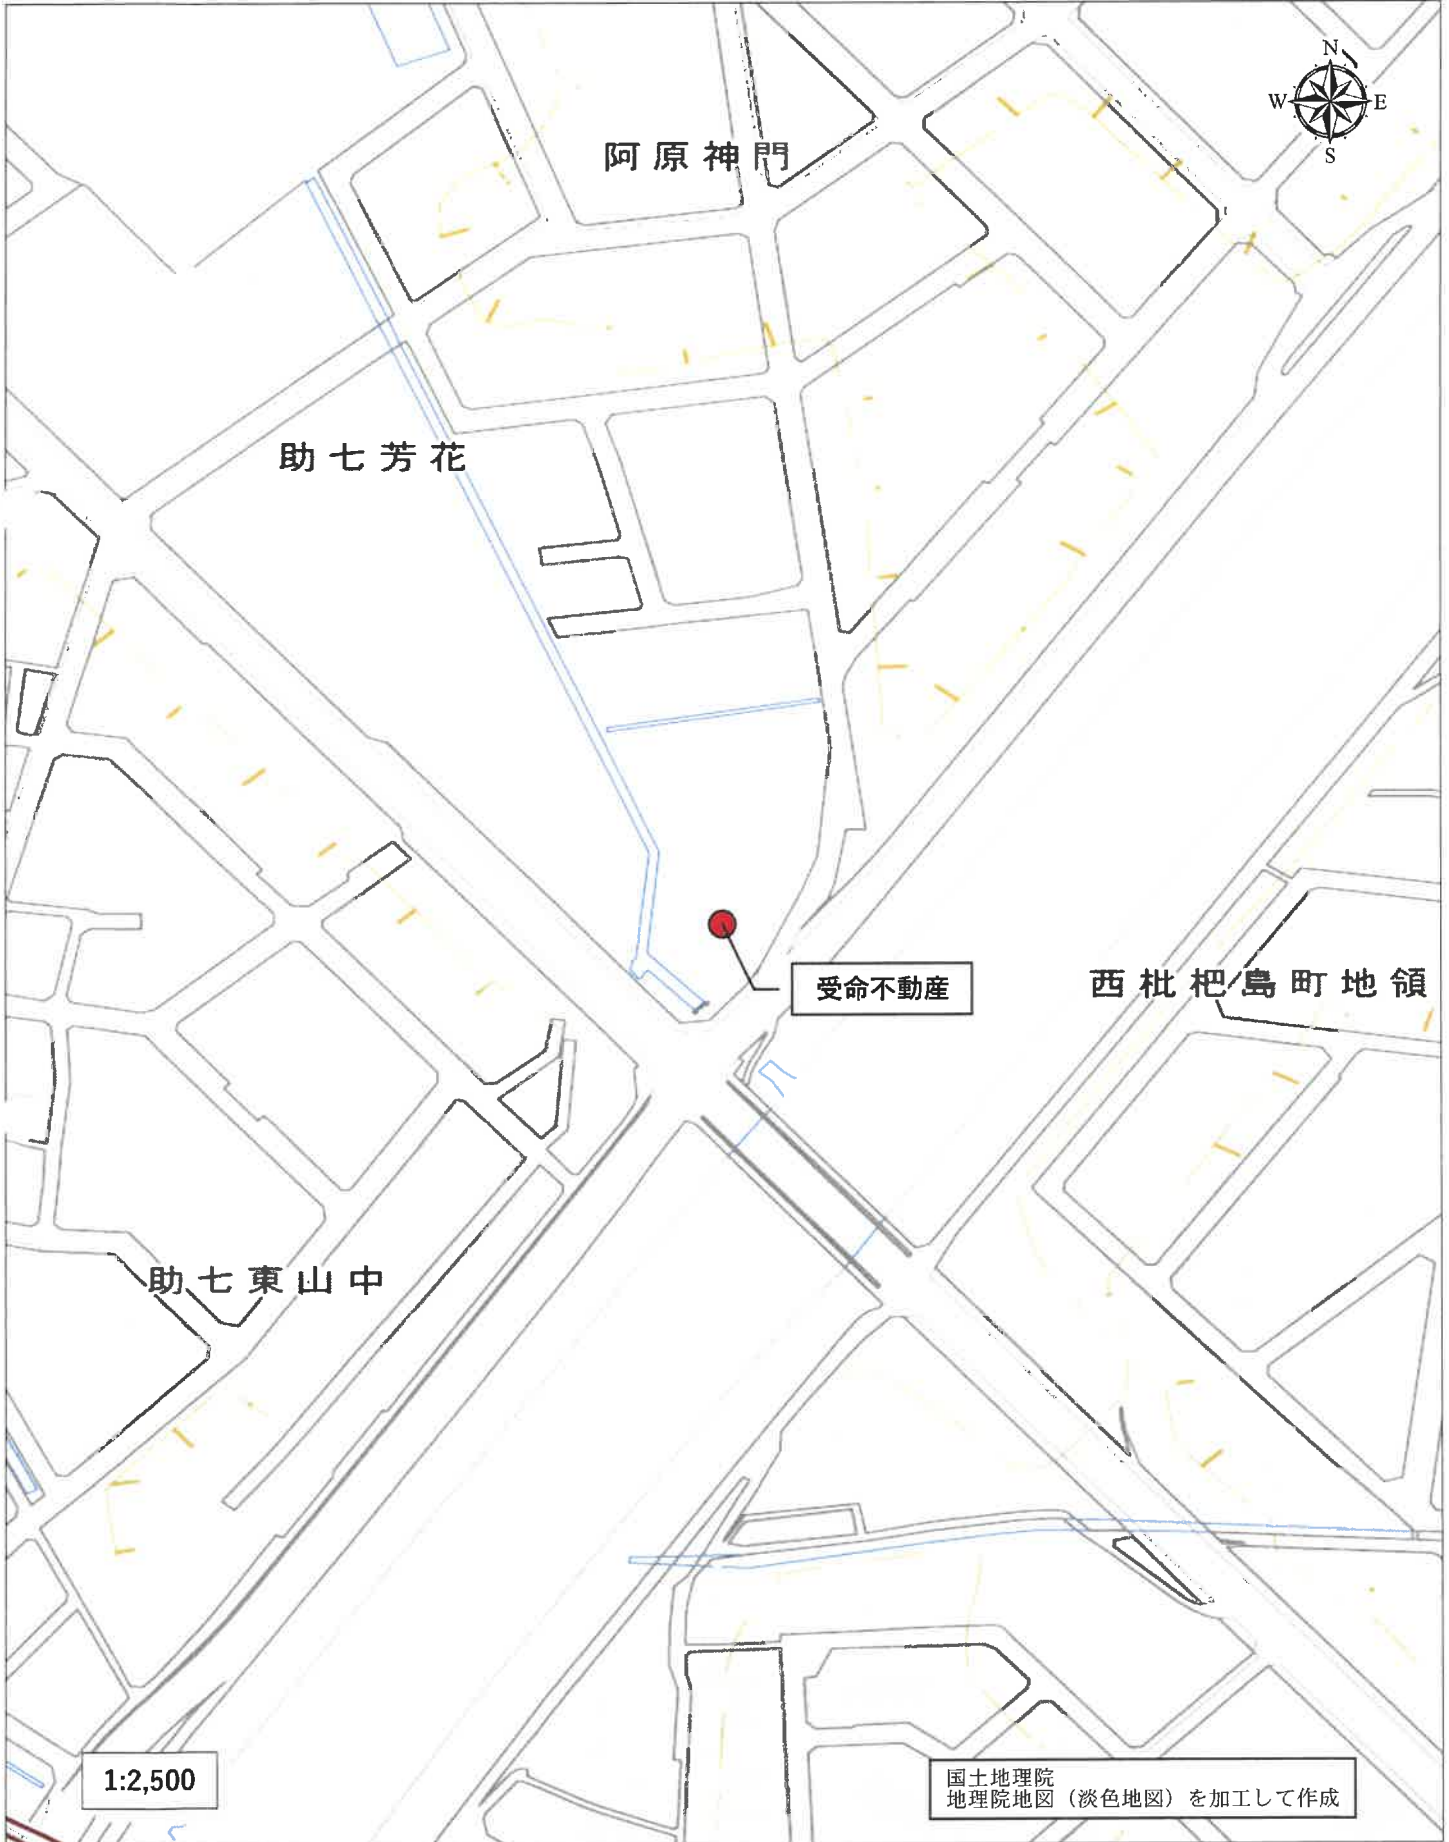 N
W E
S
阿原神門
助七芳花
受命不動産
西枇杷島町地領
助七東山中
1:2,500
国土地理院
地理院地図（淡色地図）を加工して作成